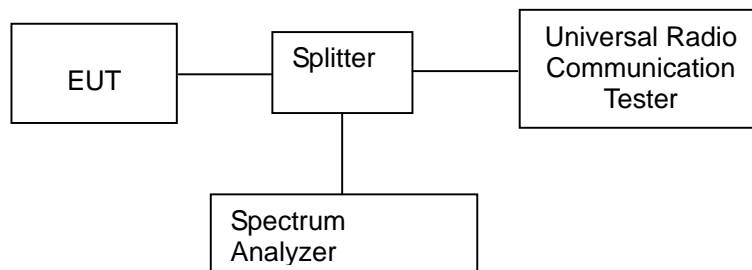 EUT
Splitter
Universal Radio
Communication
Tester
Spectrum
Analyzer